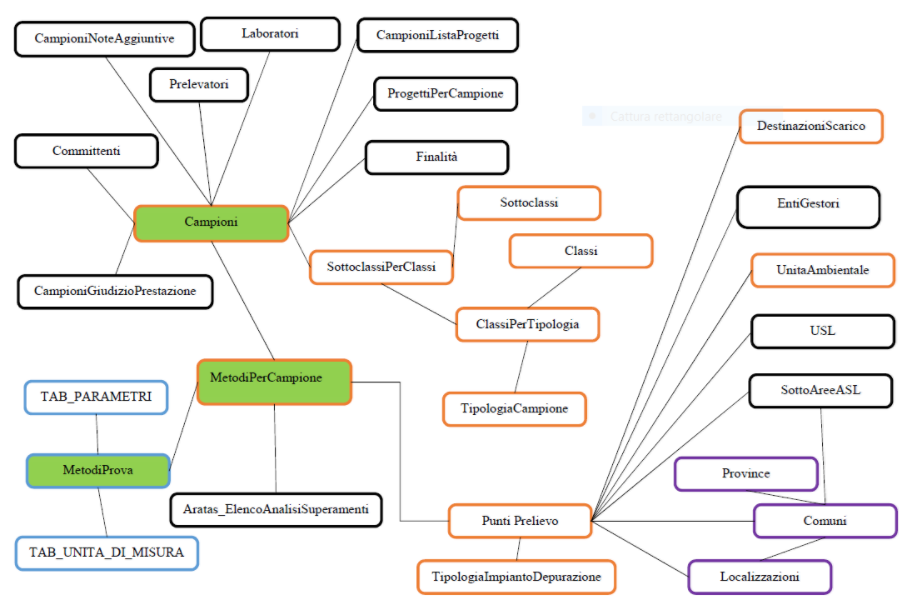 CampioniNoteAggiuntive
Laboratori
CampioniListaProgetti
Prelevatori
ProgettiPerCampione
Cattura rettangolare
DestinazioniScarico
Committenti
Finalità
Sottoclassi
EntiGestori
Campioni
Classi
SottoclassiPerClassi
UnitaAmbientale
CampioniGiudizioPrestazione
ClassiPerTipologia
USL
MetodiPerCampione
SottoAreeASL
TAB_PARAMETRI
TipologiaCampione
MetodiProva
Province
Aratas_ElencoAnalisiSuperamenti
Punti Prelievo
Comuni
TAB_UNITA_DI_MISURA
TipologiaImpiantoDepurazione
Localizzazioni